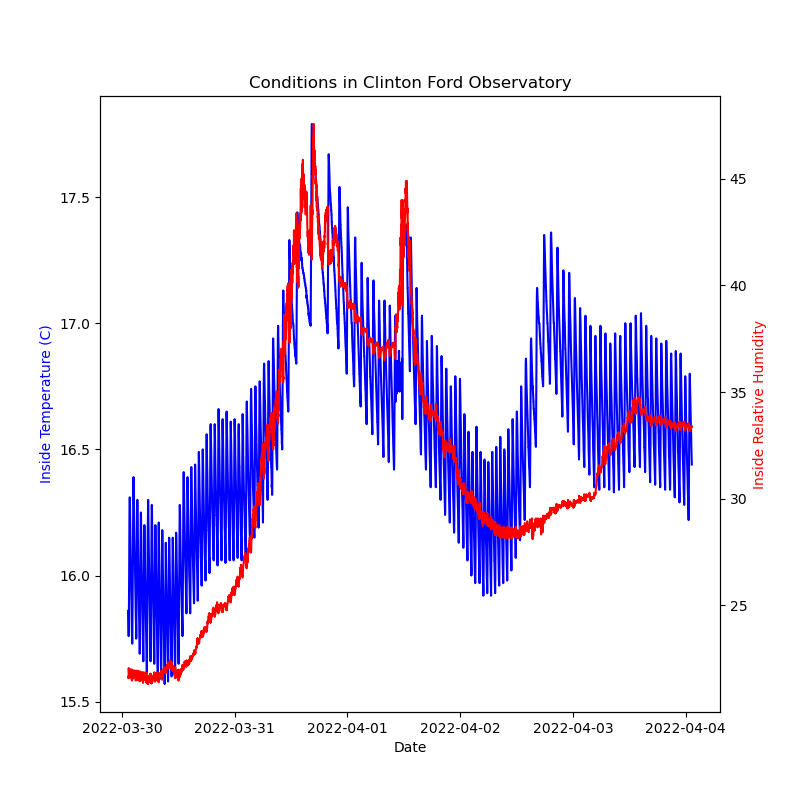 Conditions in Clinton Ford Observatory
Inside Temperature (C)
17.5
17.0
16.5
16.0
15.5
45
40
35
30
25
Inside Relative Humidity
2022-03-30 2022-03-31 2022-04-01 2022-04-02 2022-04-03 2022-04-04
Date